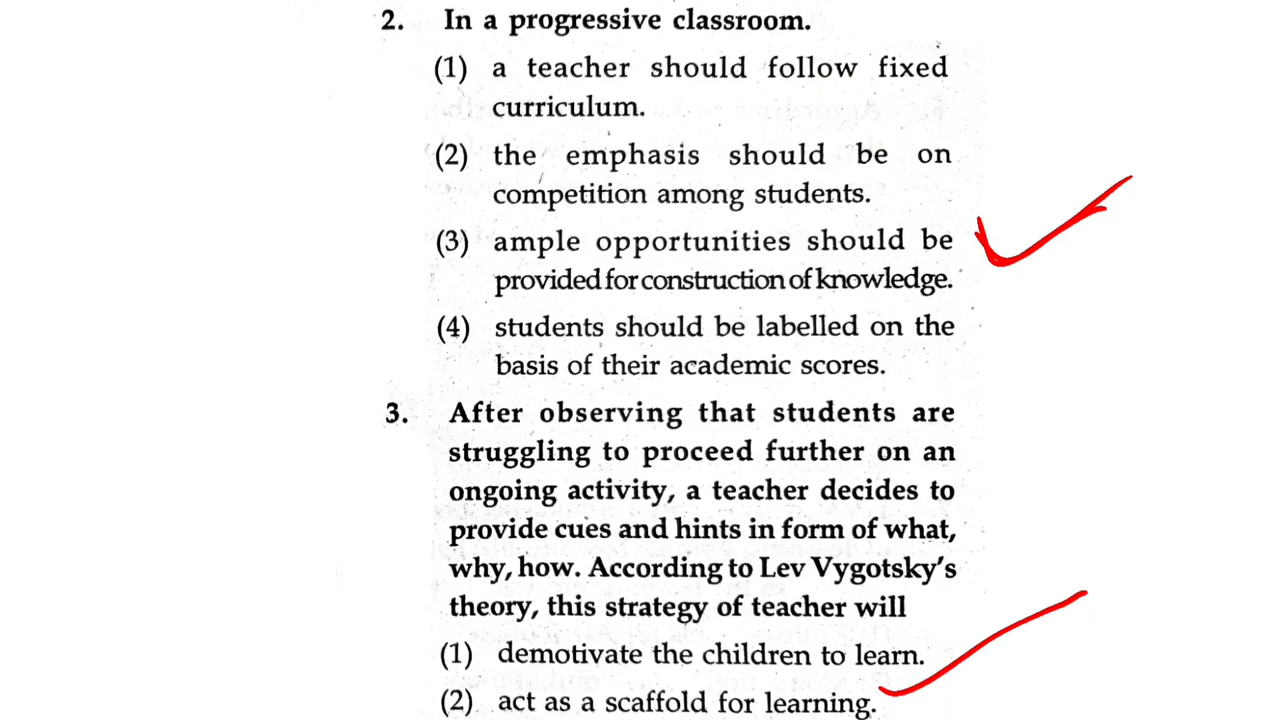 2. In a progressive classroom.
(1) a teacher should follow fixed
curriculum.
(2) the emphasis should be on
competition among students.
(3) ample opportunities should be
provided for construction of knowledge.
(4) students should be labelled on the
basis of their academic scores.
3. After observing that students are
struggling to proceed further on an
ongoing activity, a teacher decides to
provide cues and hints in form of what,
why, how. According to Lev Vygotsky's
theory, this strategy of teacher will
(1) demotivate the children to learn.
(2) act as a scaffold for learning.